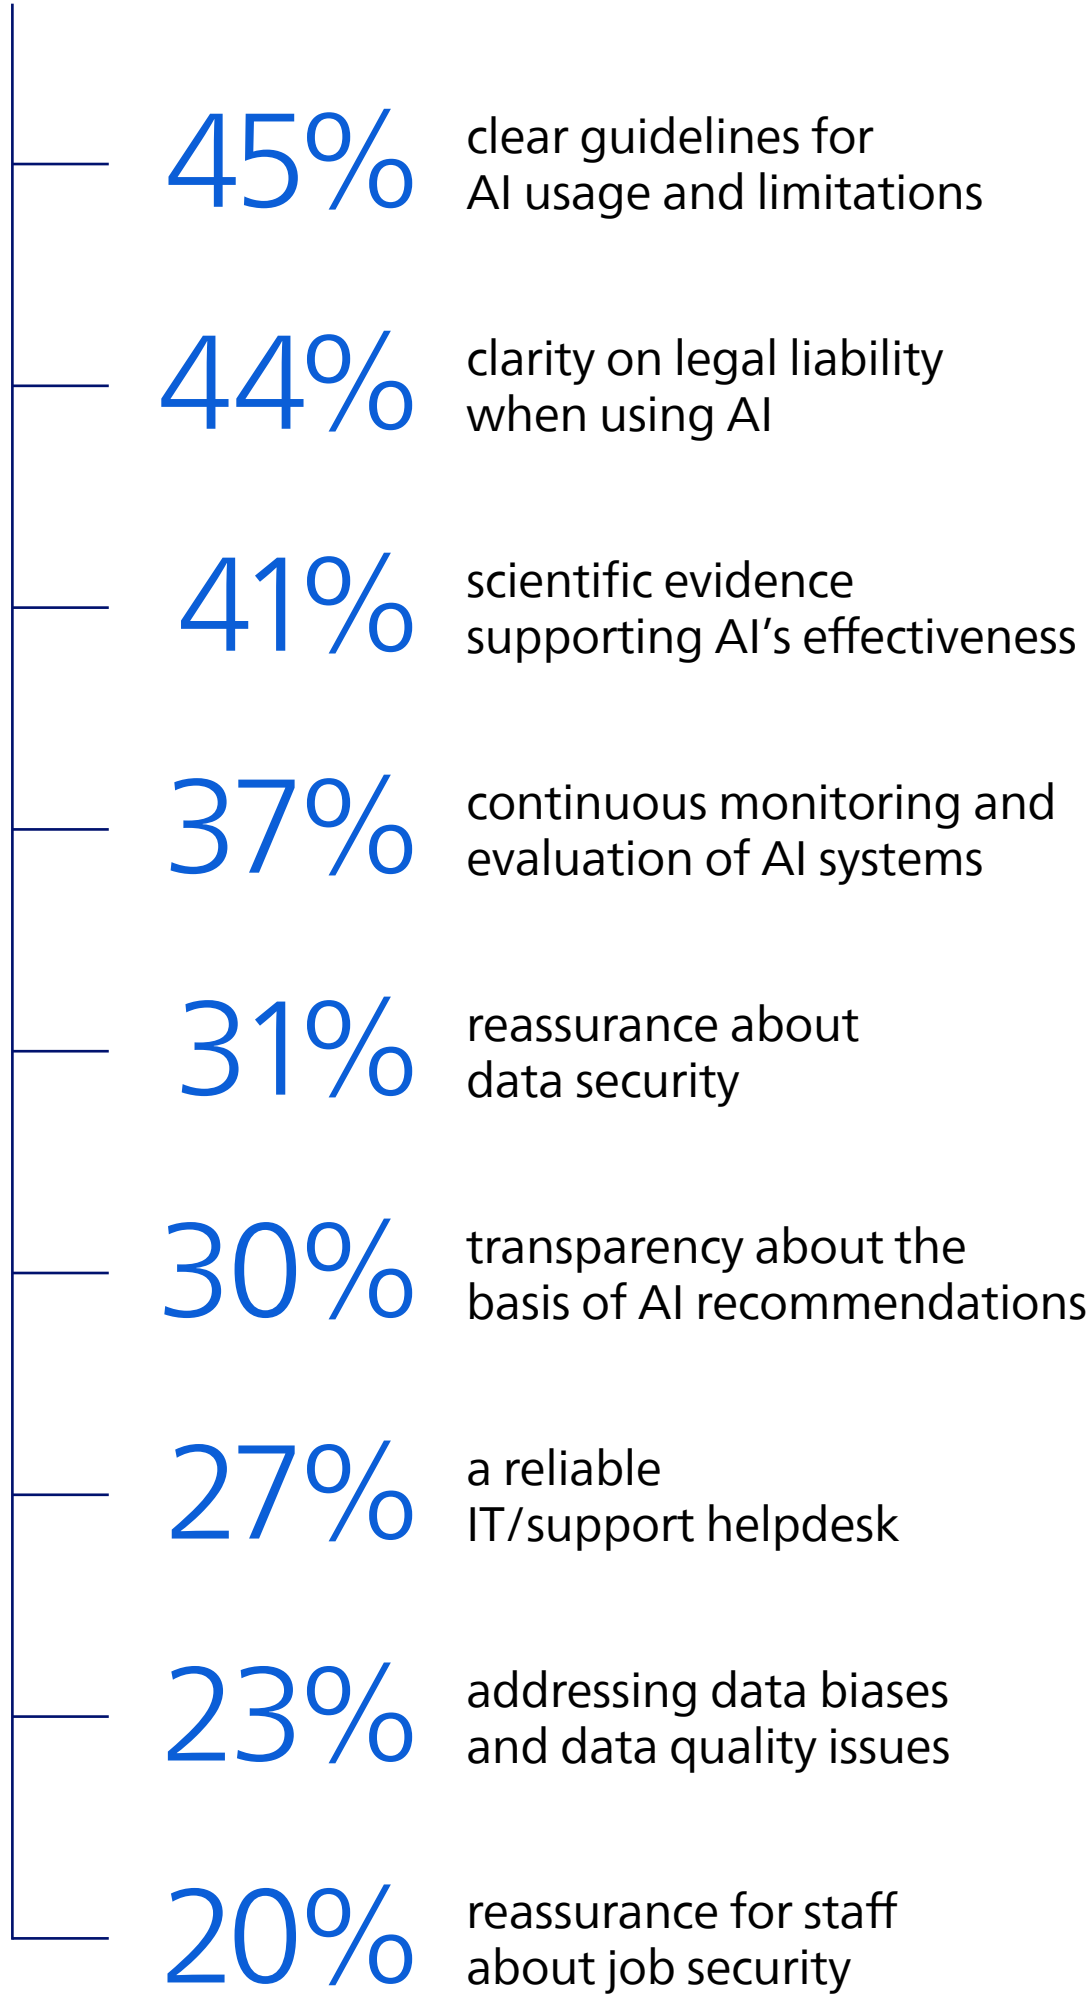 45%
clear guidelines for
AI usage and limitations
44%
clarity on legal liability
when using AI
41%
scientific evidence
supporting AI’s effectiveness
37%
continuous monitoring and
evaluation of AI systems
31%
reassurance about
data security
30%
transparency about the
basis of AI recommendations
27%
a reliable
IT/support helpdesk
23%
addressing data biases
and data quality issues
20%
reassurance for staff
about job security